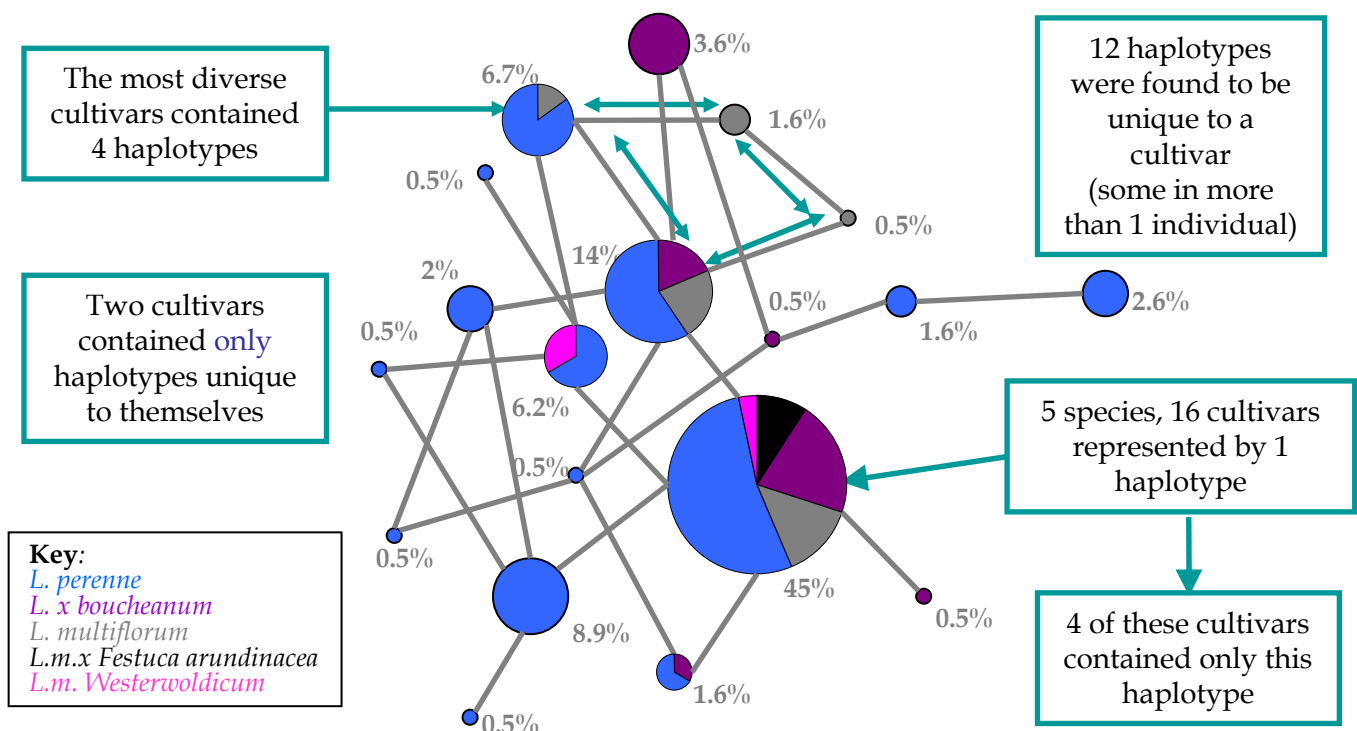 The most diverse
cultivars contained
4 haplotypes
6.7%
3.6%
1.6%
12 haplotypes
were found to be
unique to a
cultivar
(some in more
than 1 individual)
0.5%
0.5%
14%
2%
Two cultivars
contained only
haplotypes unique
to themselves
0.5%
0.5%
1.6%
2.6%
6.2%
5 species, 16 cultivars
represented by 1
haplotype
0.5%
0.5%
45%
0.5%
8.9%
1.6%
0.5%
4 of these cultivars
contained only this
haplotype
Key:
L. perenne
L. x boucheanum
L. multiflorum
L.m.x Festuca arundinacea
L.m. Westerwoldicum